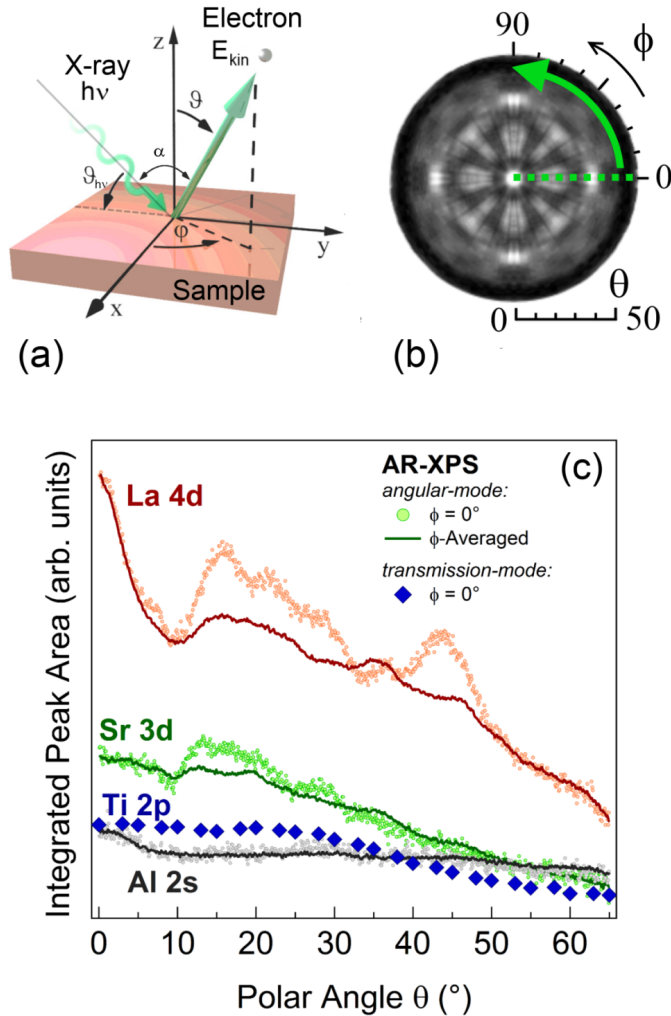 Electron
E_kin
X-ray
hν
z
ϑ
α
ϑ_hν
φ
y
Sample
x
(a)
90
ϕ
0
θ
0 50
(b)
(c)
AR-XPS
angular-mode:
ϕ = 0°
ϕ-Averaged
transmission-mode:
ϕ = 0°
La 4d
Sr 3d
Ti 2p
Al 2s
Integrated Peak Area (arb. units)
0 10 20 30 40 50 60
Polar Angle θ (°)